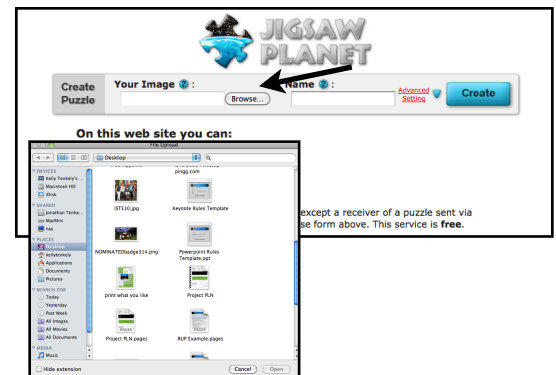 JIGSAW
PLANET
Create
Puzzle
Your Image ? :
Browse...
Name ? :
Advanced
Setting
Create
On this web site you can:
except a receiver of a puzzle sent via
se form above. This service is free.
File Upload
Desktop
pingg.com
DEVICES
Kelly Tenkely's ...
Macintosh HD
iDisk
SHARED
Jonathan Tenke...
MacMini
nas
PLACES
Desktop
kellytenkela
Applications
Documents
Pictures
SEARCH FOR
Today
Yesterday
Past Week
All Images
All Movies
All Documents
MEDIA
Music
ISTE10.jpg
Keynote Rules Template
NOMINATEDbadge314.png
Powerpoint Rules
Template.ppt
print what you like
Project PLN
PAGES
PAGES
Project PLN.pages
RUP Example.pages
Hide extension
Cancel
Open